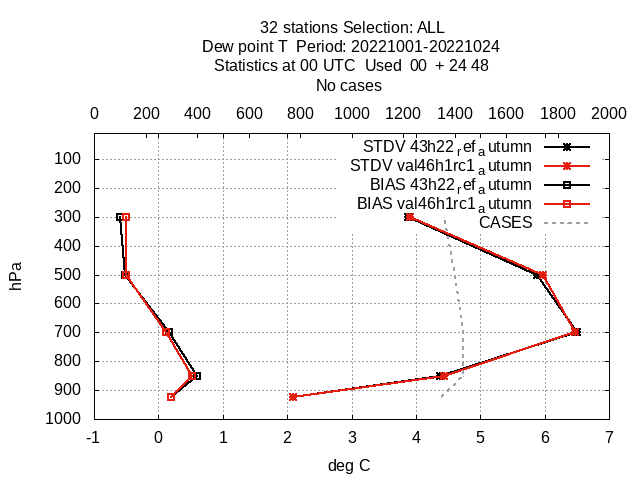 32 stations Selection: ALL
Dew point T  Period: 20221001-20221024
Statistics at 00 UTC  Used  00  + 24 48
No cases
0 200 400 600 800 1000 1200 1400 1600 1800 2000
STDV 43h22_ref_autumn
STDV val46h1rc1_autumn
BIAS 43h22_ref_autumn
BIAS val46h1rc1_autumn
CASES
100
200
300
400
500
600
700
800
900
1000
hPa
-1 0 1 2 3 4 5 6 7
deg C